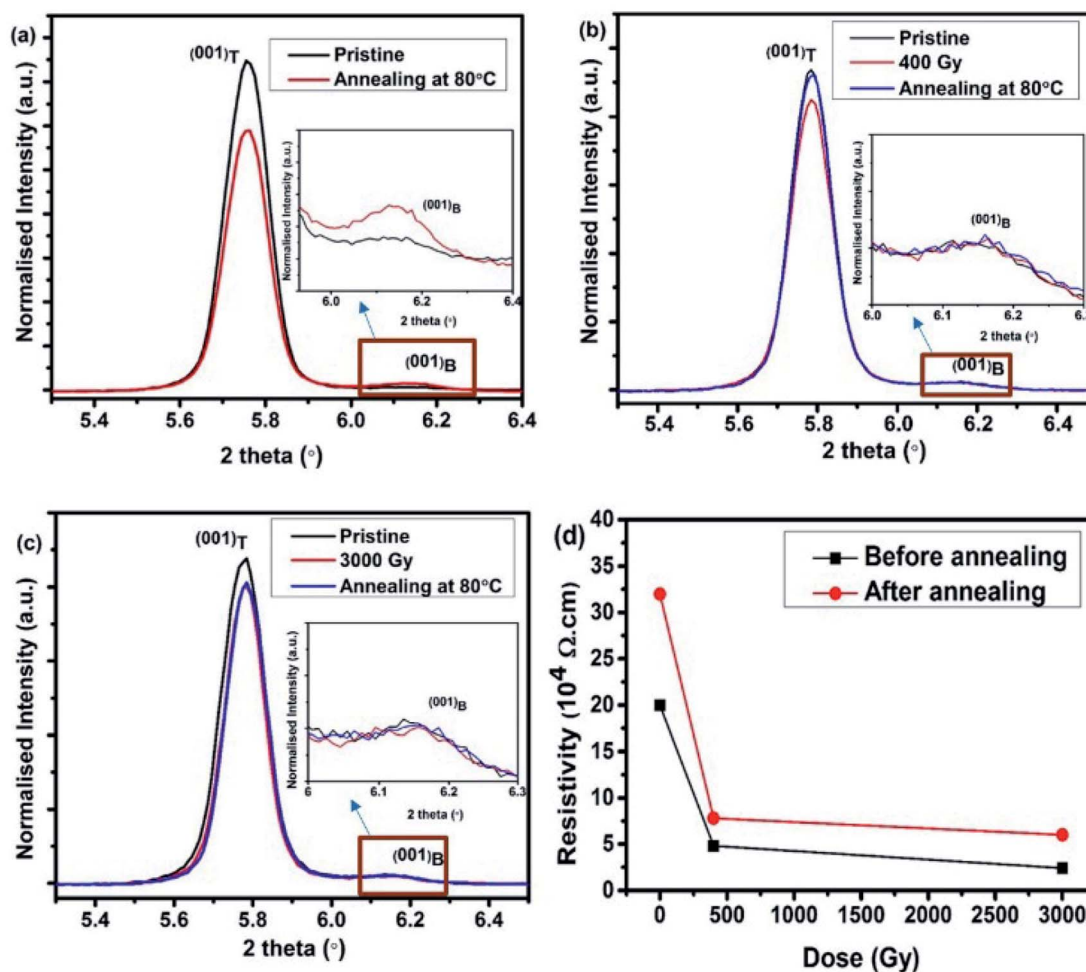 (a)
(001)T
Pristine
Annealing at 80°C
Normalised Intensity (a.u.)
Normalised Intensity (a.u.)
(001)B
6.0 6.2 6.4
2 theta (°)
(001)B
5.4 5.6 5.8 6.0 6.2 6.4
2 theta (°)
(b)
(001)T
Pristine
400 Gy
Annealing at 80°C
Normalised Intensity (a.u.)
Normalised Intensity (a.u.)
(001)B
6.0 6.1 6.2 6.3
2 theta (°)
(001)B
5.4 5.6 5.8 6.0 6.2 6.4
2 theta (°)
(c)
(001)T
Pristine
3000 Gy
Annealing at 80°C
Normalised Intensity (a.u.)
Normalised Intensity (a.u.)
(001)B
6 6.1 6.2 6.3
2 theta (°)
(001)B
5.4 5.6 5.8 6.0 6.2 6.4
2 theta (°)
(d)
Before annealing
After annealing
Resistivity (10⁴ Ω.cm)
40
35
30
25
20
15
10
5
0
0 500 1000 1500 2000 2500 3000
Dose (Gy)